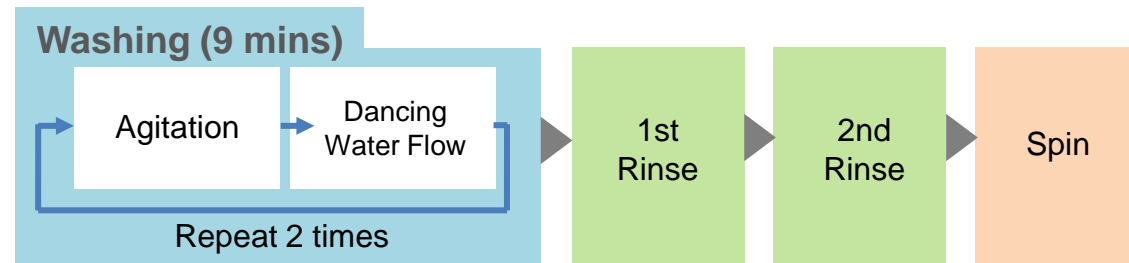 Washing (9 mins)
Agitation
Dancing
Water Flow
Repeat 2 times
1st
Rinse
2nd
Rinse
Spin